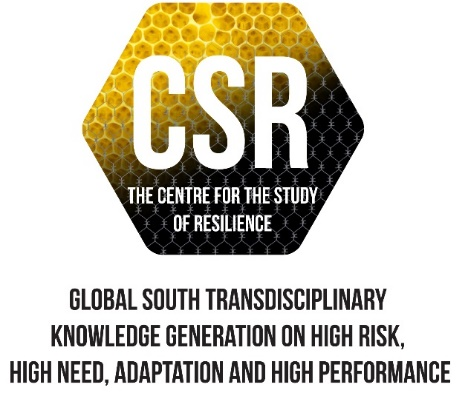 CSR
THE CENTRE FOR THE STUDY
OF RESILIENCE
GLOBAL SOUTH TRANSDISCIPLINARY
KNOWLEDGE GENERATION ON HIGH RISK,
HIGH NEED, ADAPTATION AND HIGH PERFORMANCE